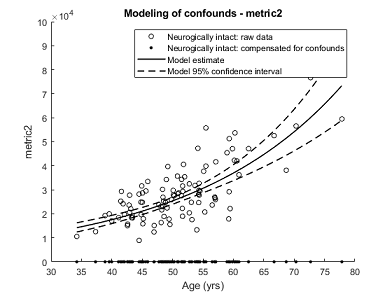 Modeling of confounds - metric2
×10⁴
Neurogically intact: raw data
Neurogically intact: compensated for confounds
Model estimate
Model 95% confidence interval
10
9
8
7
6
5
4
3
2
1
0
metric2
30 35 40 45 50 55 60 65 70 75 80
Age (yrs)